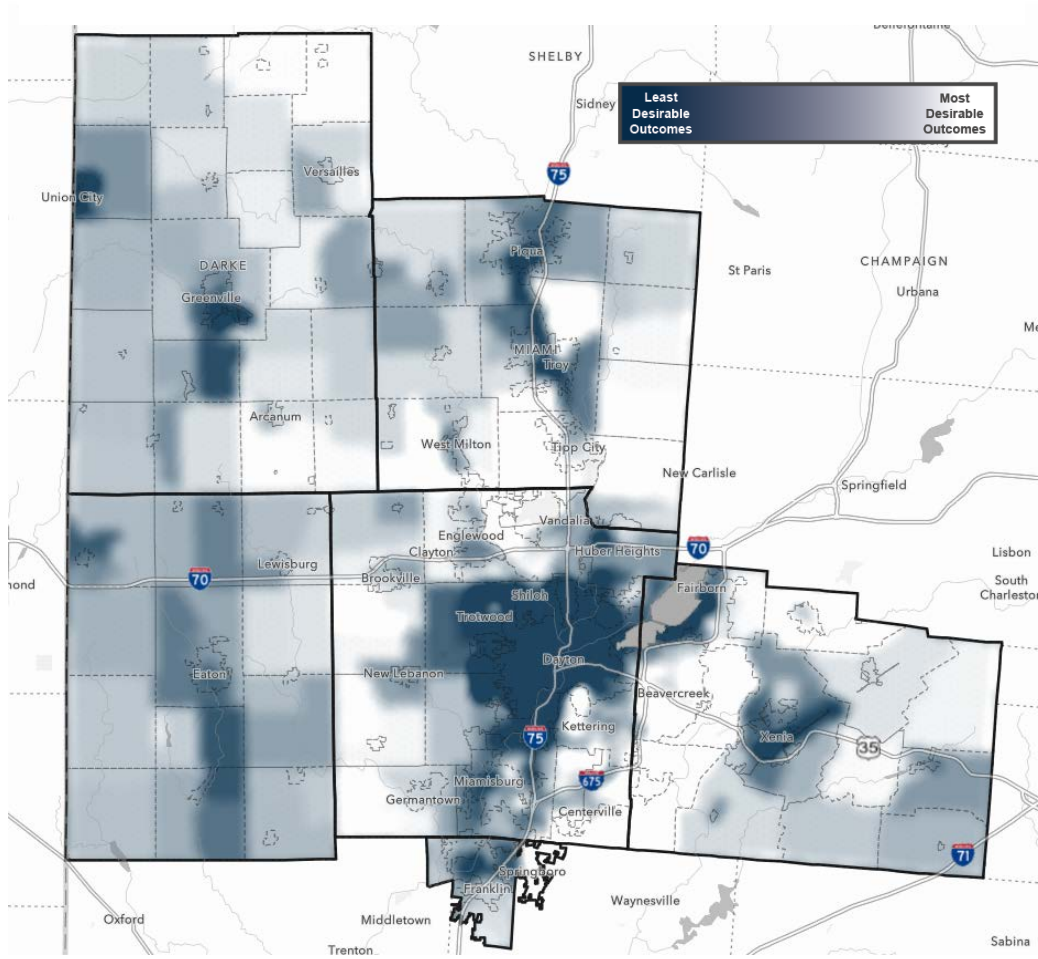 SHELBY
Sidney
Least
Desirable
Outcomes
Most
Desirable
Outcomes
75
Versailles
Union City
Piqua
DARKE
Greenville
St Paris
CHAMPAIGN
Urbana
MIAMI
Troy
Arcanum
West Milton
Tipp City
New Carlisle
Springfield
Vandalia
Englewood
Clayton
Huber Heights
70
Lisbon
Lewisburg
70
Brookville
Fairborn
South
Charleston
mond
Shiloh
Trotwood
Dayton
Eaton
New Lebanon
Beavercreek
Kettering
75
Xenia
35
Miamisburg
675
Germantown
Centerville
71
Springboro
Franklin
Waynesville
Oxford
Middletown
Trenton
Sabina